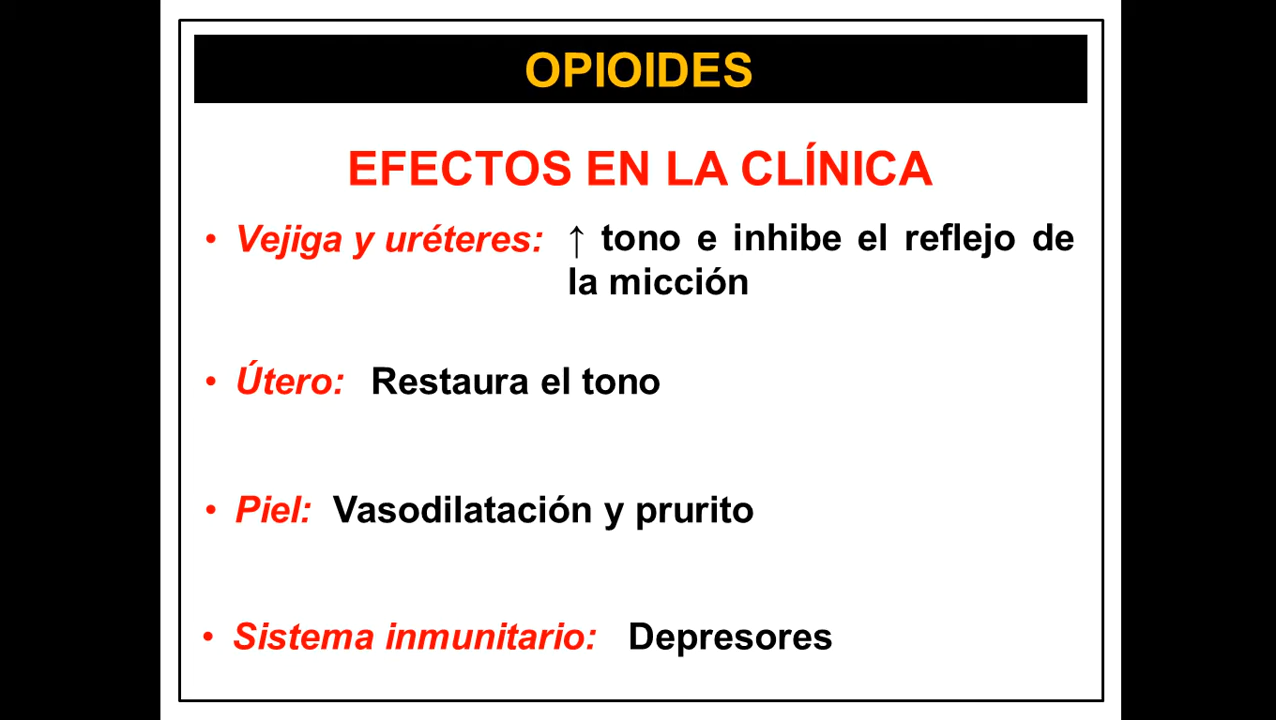 OPIOIDES
EFECTOS EN LA CLÍNICA
• Vejiga y uréteres: ↑ tono e inhibe el reflejo de
la micción
• Útero: Restaura el tono
• Piel: Vasodilatación y prurito
• Sistema inmunitario: Depresores